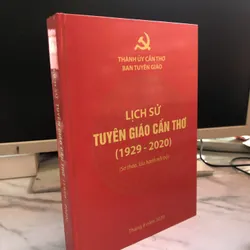 THÀNH ỦY CẦN THƠ
BAN TUYÊN GIÁO
LỊCH SỬ
TUYÊN GIÁO CẦN THƠ
(1929 - 2020)